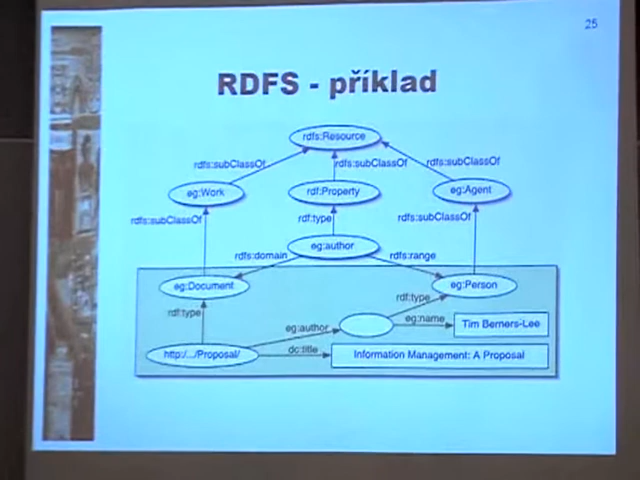 25
RDFS - příklad
rdfs:Resource
rdfs:subClassOf
rdfs:subClassOf
rdfs:subClassOf
eg:Work
rdf:Property
eg:Agent
rdfs:subClassOf
rdf:type
rdfs:subClassOf
eg:author
rdfs:domain
rdfs:range
eg:Document
eg:Person
rdf:type
rdf:type
eg:name
Tim Berners-Lee
eg:author
http:/.../Proposal/
dc:title
Information Management: A Proposal